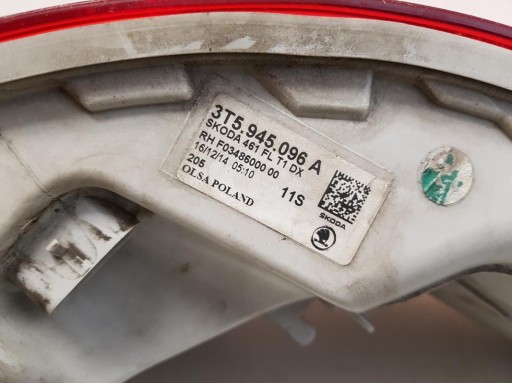 3T5.945.096 A
SKODA 461 FL T1 DX
RH F03486000 00
16/12/14 05:10
205
11S
OLSA POLAND
SKODA